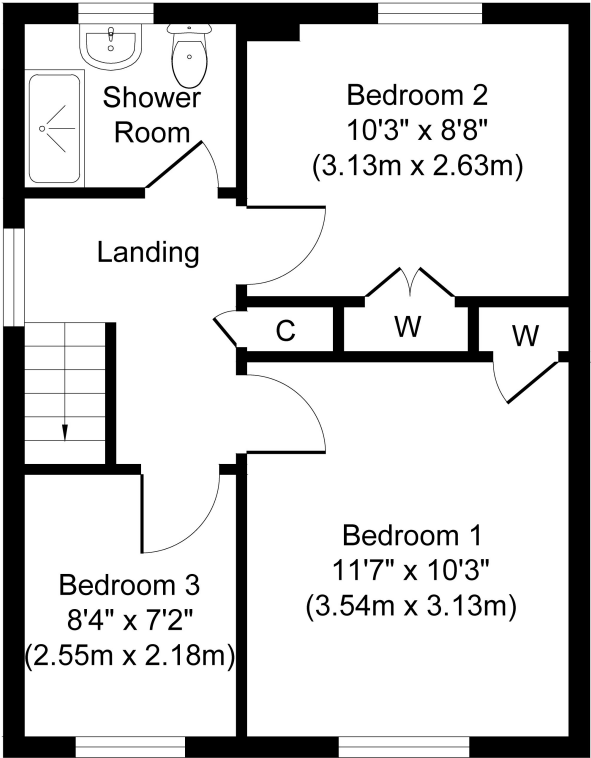 Shower
Room
Bedroom 2
10'3" x 8'8"
(3.13m x 2.63m)
Landing
C
W
W
Bedroom 1
11'7" x 10'3"
(3.54m x 3.13m)
Bedroom 3
8'4" x 7'2"
(2.55m x 2.18m)